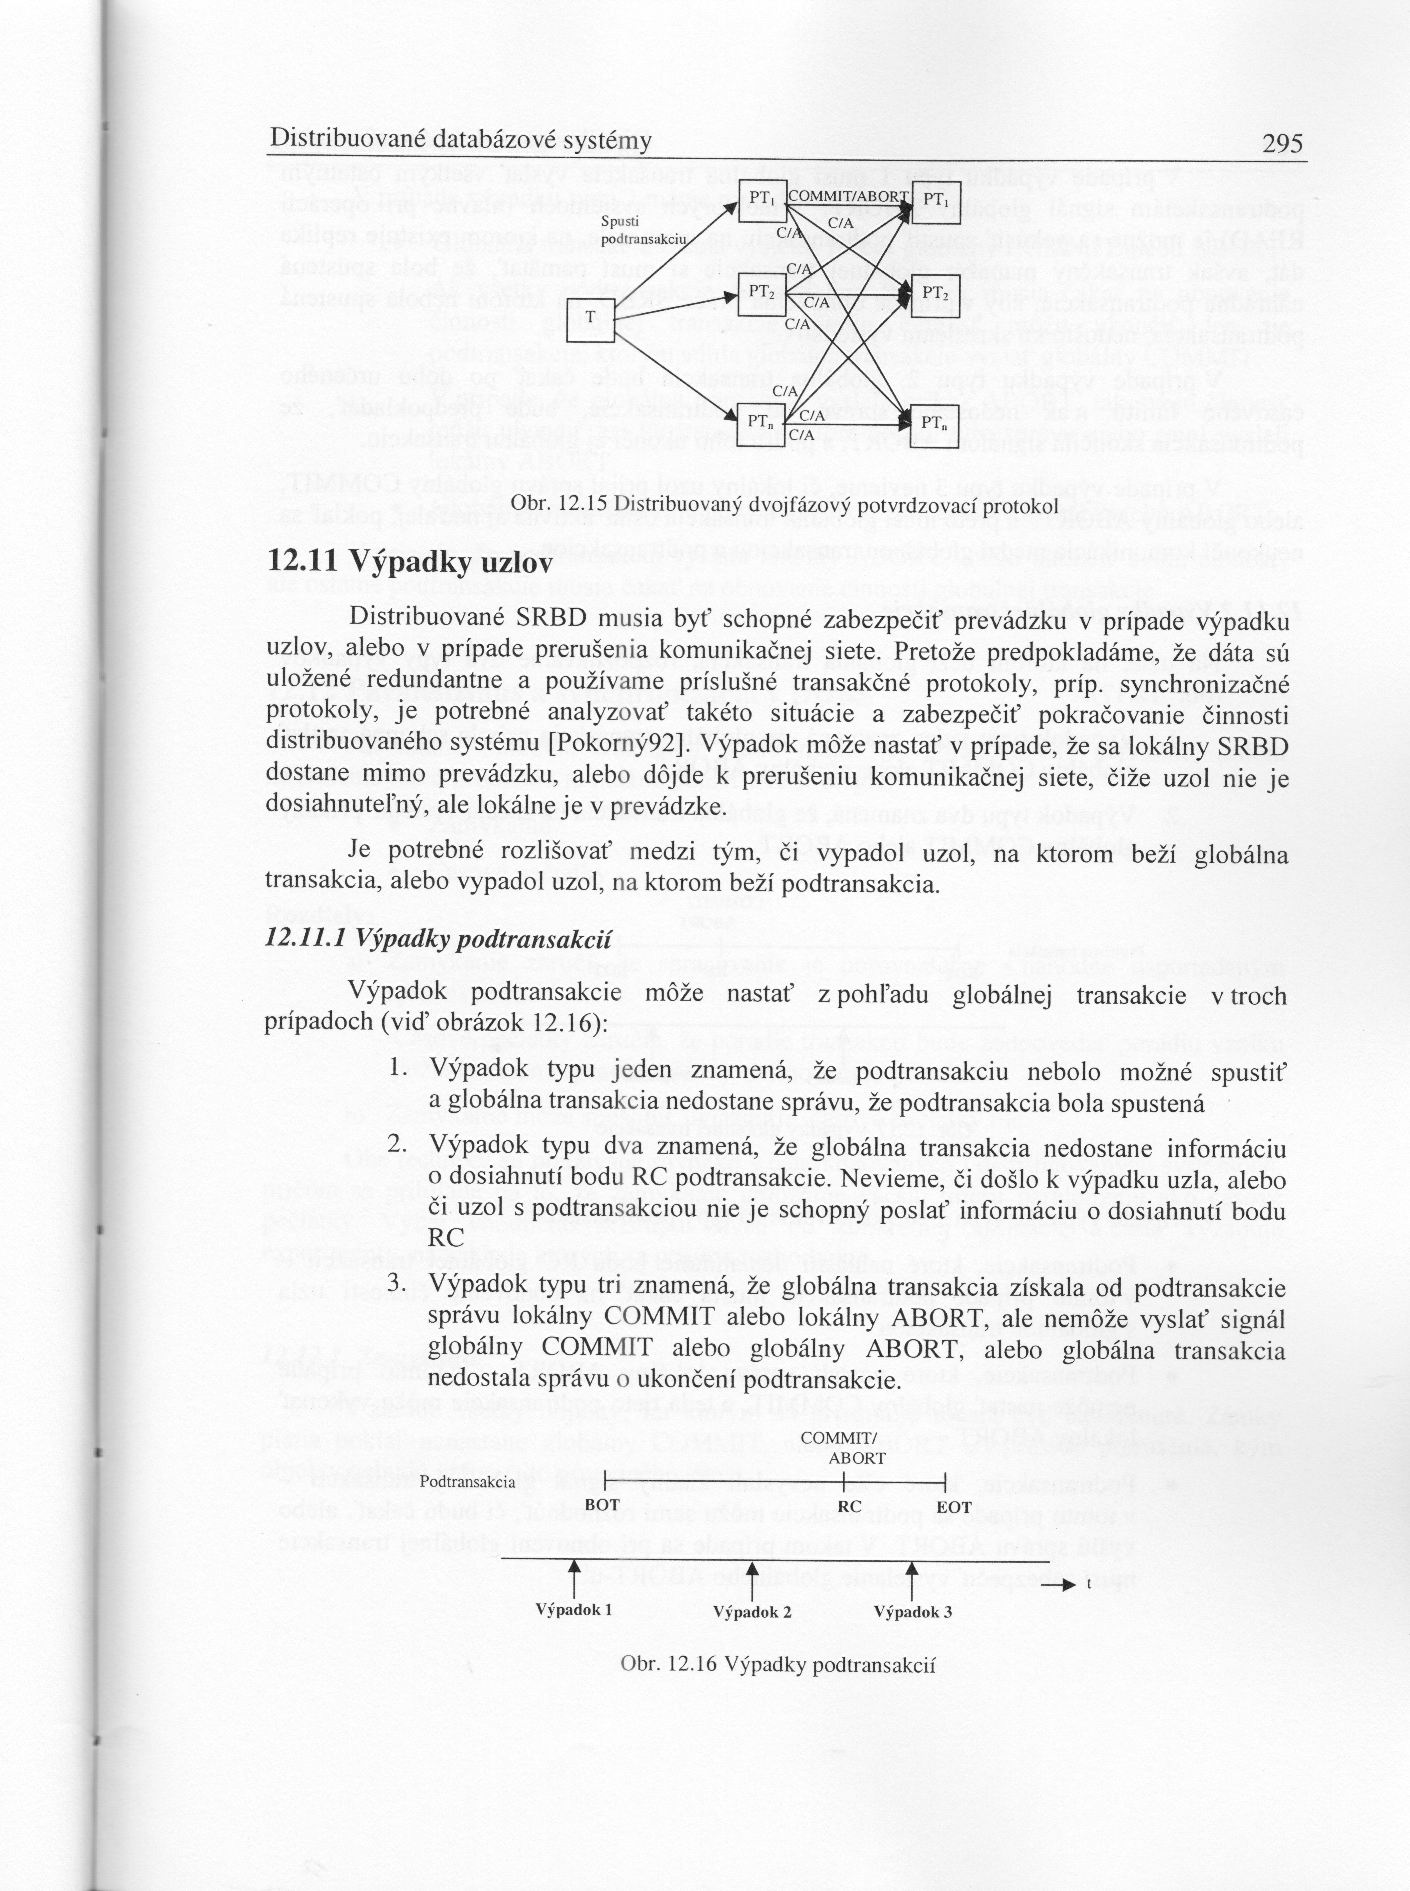 Distribuované databázové systémy 295
Spusti
podtransakciu
T
PT1 COMMIT/ABORT PT1
C/A C/A
C/A
PT2 C/A PT2
C/A
C/A
PTn C/A PTn
C/A
Obr. 12.15 Distribuovaný dvojfázový potvrdzovací protokol
12.11 Výpadky uzlov
Distribuované SRBD musia byť schopné zabezpečiť prevádzku v prípade výpadku
uzlov, alebo v prípade prerušenia komunikačnej siete. Pretože predpokladáme, že dáta sú
uložené redundantne a používame príslušné transakčné protokoly, príp. synchronizačné
protokoly, je potrebné analyzovať takéto situácie a zabezpečiť pokračovanie činnosti
distribuovaného systému [Pokorný92]. Výpadok môže nastať v prípade, že sa lokálny SRBD
dostane mimo prevádzku, alebo dôjde k prerušeniu komunikačnej siete, čiže uzol nie je
dosiahnuteľný, ale lokálne je v prevádzke.
Je potrebné rozlišovať medzi tým, či vypadol uzol, na ktorom beží globálna
transakcia, alebo vypadol uzol, na ktorom beží podtransakcia.
12.11.1 Výpadky podtransakcií
Výpadok podtransakcie môže nastať z pohľadu globálnej transakcie v troch
prípadoch (viď obrázok 12.16):
1. Výpadok typu jeden znamená, že podtransakciu nebolo možné spustiť
a globálna transakcia nedostane správu, že podtransakcia bola spustená
2. Výpadok typu dva znamená, že globálna transakcia nedostane informáciu
o dosiahnutí bodu RC podtransakcie. Nevieme, či došlo k výpadku uzla, alebo
či uzol s podtransakciou nie je schopný poslať informáciu o dosiahnutí bodu
RC
3. Výpadok typu tri znamená, že globálna transakcia získala od podtransakcie
správu lokálny COMMIT alebo lokálny ABORT, ale nemôže vyslať signál
globálny COMMIT alebo globálny ABORT, alebo globálna transakcia
nedostala správu o ukončení podtransakcie.
COMMIT/
ABORT
Podtransakcia
BOT RC EOT
t
Výpadok 1 Výpadok 2 Výpadok 3
Obr. 12.16 Výpadky podtransakcií